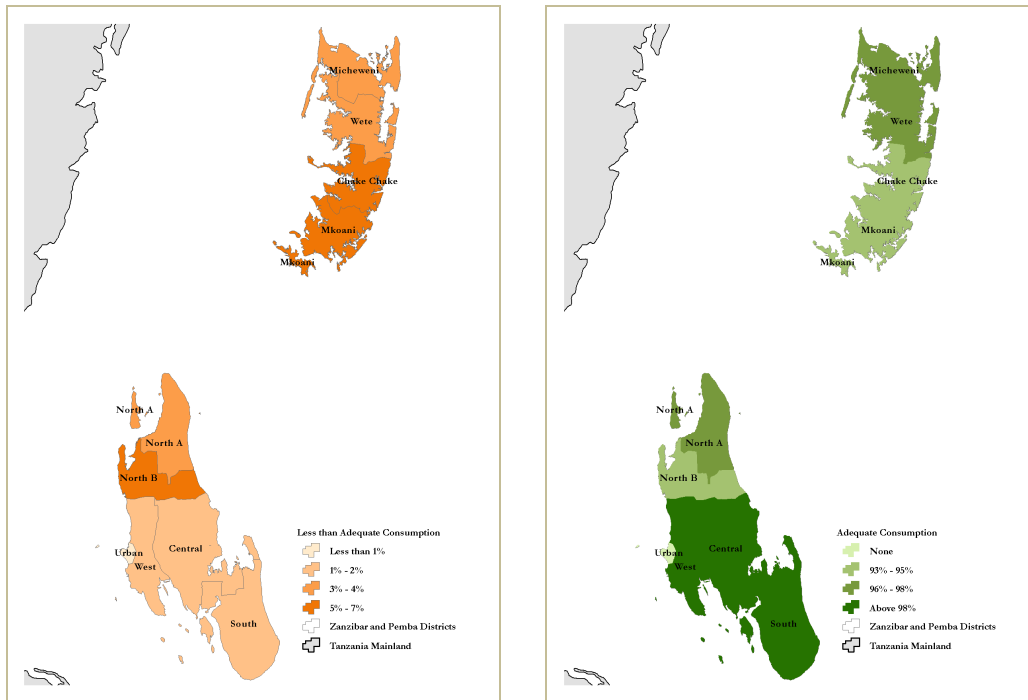 Micheweni
Wete
Chake Chake
Mkoani
Mkoani
North A
North A
North B
Urban
West
Central
South
Less than Adequate Consumption
Less than 1%
1% - 2%
3% - 4%
5% - 7%
Zanzibar and Pemba Districts
Tanzania Mainland
Micheweni
Wete
Chake Chake
Mkoani
Mkoani
North A
North A
North B
Urban
West
Central
South
Adequate Consumption
None
93% - 95%
96% - 98%
Above 98%
Zanzibar and Pemba Districts
Tanzania Mainland